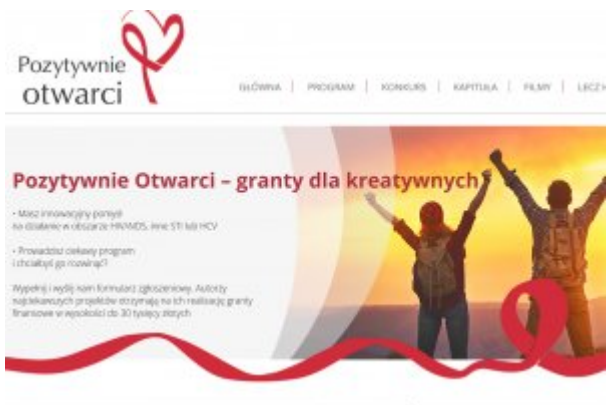 Pozytywnie
otwarci
GŁÓWNA | PROGRAM | KONKURS | KAPITUŁA | FILMY | LECZ H
Pozytywnie Otwarci – granty dla kreatywnych
• Masz innowacyjny pomysł
na działanie w obszarze HIV/AIDS, inne STI lub HCV
• Prowadzisz ciekawy program
i chciałbyś go rozwinąć?
Wypełnij i wyślij nam formularz zgłoszeniowy. Autorzy
najciekawszych projektów otrzymają na ich realizację granty
finansowe w wysokości do 30 tysięcy złotych